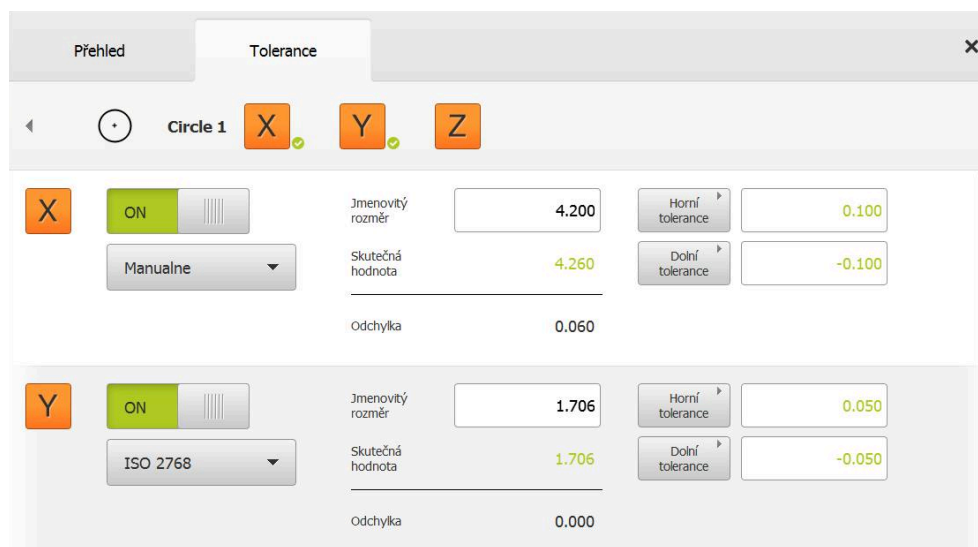 Přehled Tolerance ×
Circle 1 X Y Z
X ON Jmenovitý rozměr 4.200 Horní tolerance 0.100
Manualne Skutečná hodnota 4.260 Dolní tolerance -0.100
Odchylka 0.060
Y ON Jmenovitý rozměr 1.706 Horní tolerance 0.050
ISO 2768 Skutečná hodnota 1.706 Dolní tolerance -0.050
Odchylka 0.000